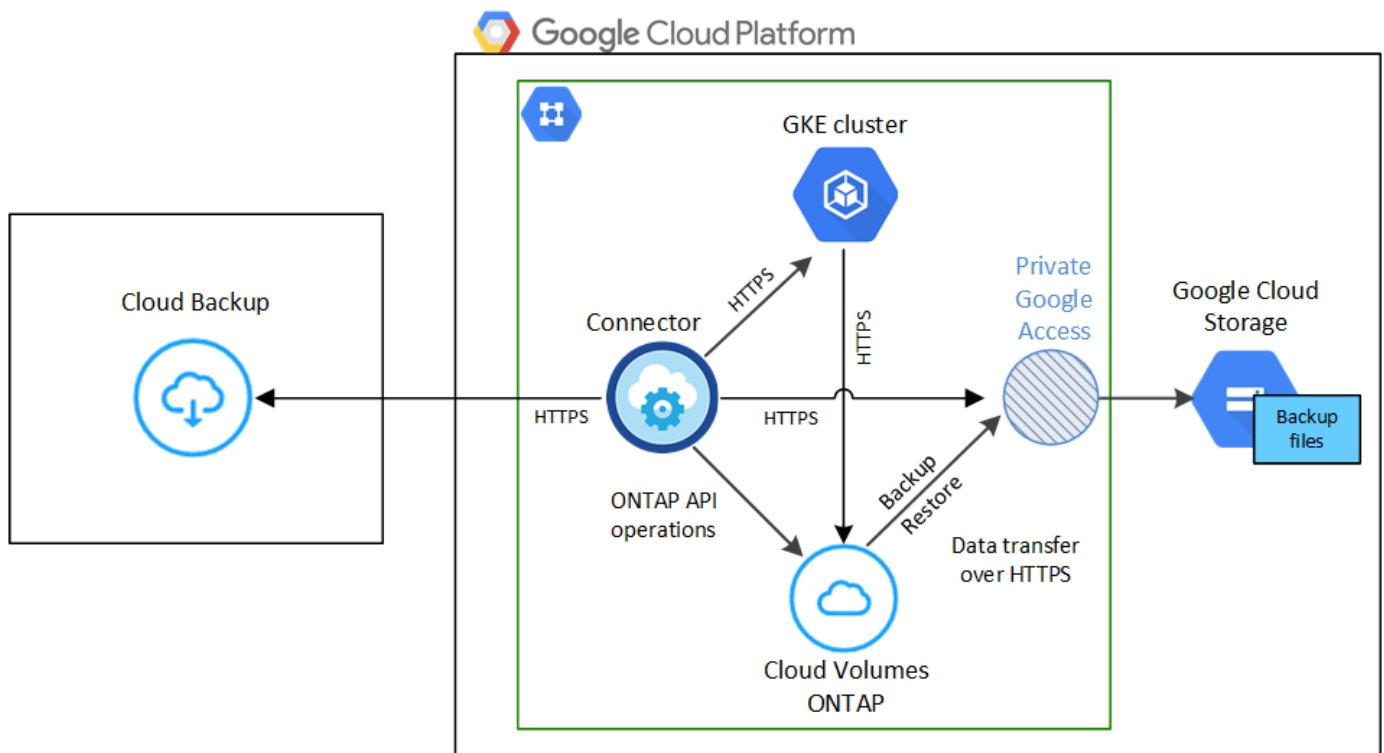 Google Cloud Platform
GKE cluster
Cloud Backup
Connector
HTTPS
HTTPS
Private
Google
Access
Google Cloud
Storage
HTTPS
HTTPS
Backup
files
ONTAP API
operations
Backup
Restore
Data transfer
over HTTPS
Cloud Volumes
ONTAP